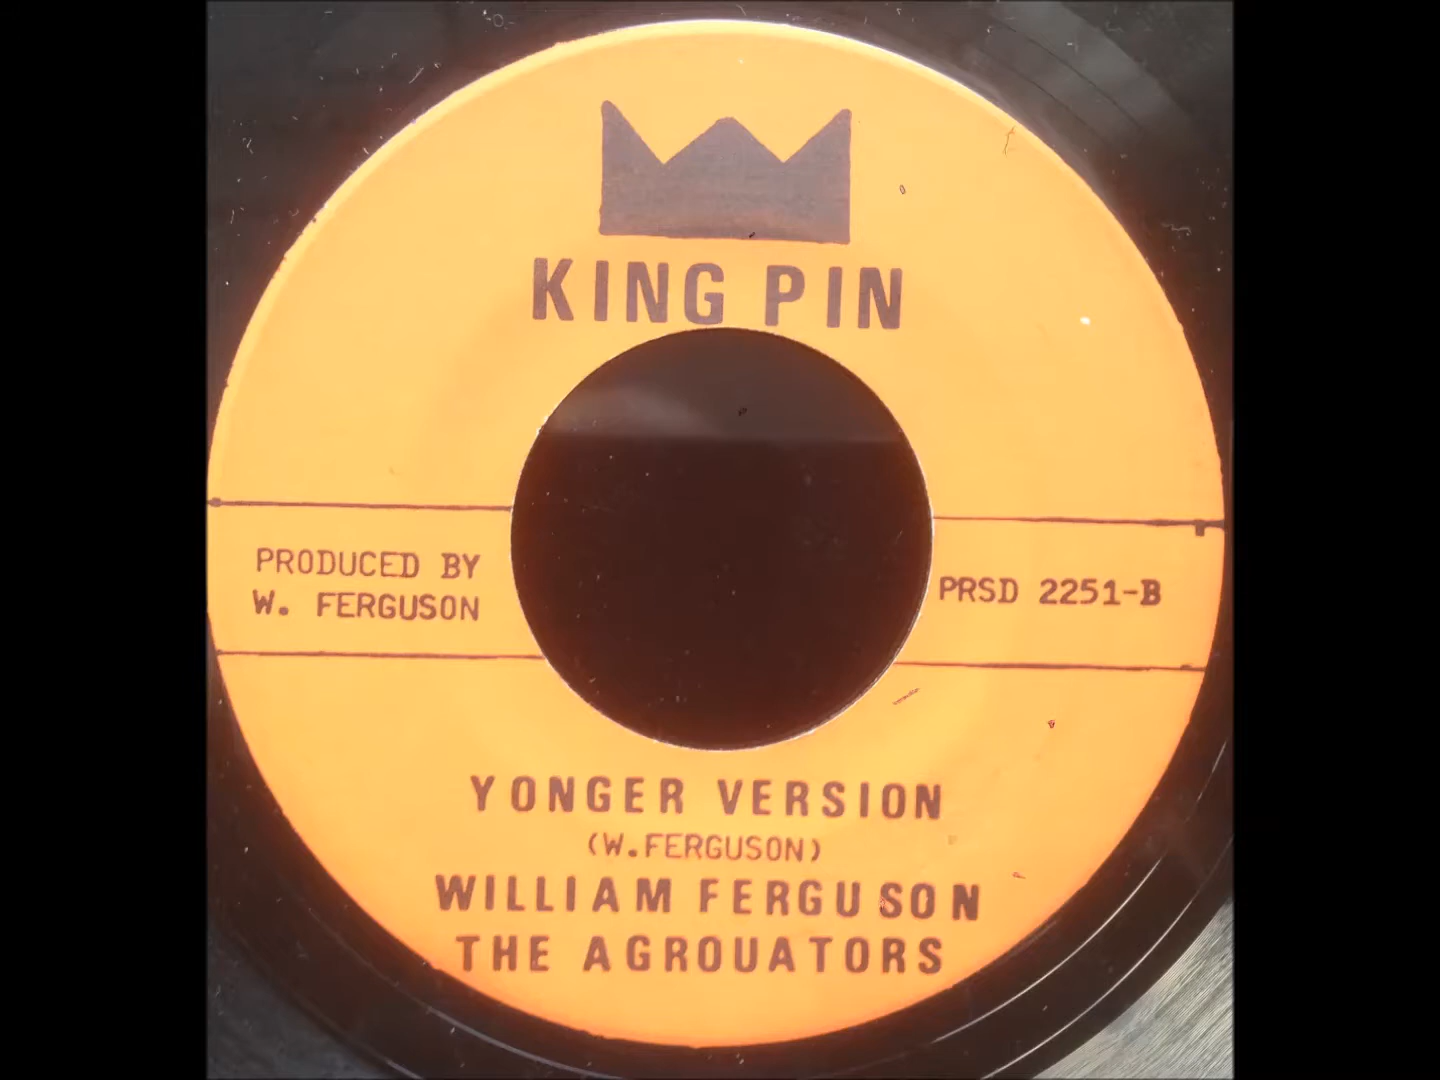 KING PIN
PRODUCED BY
W. FERGUSON
PRSD 2251-B
YONGER VERSION
(W.FERGUSON)
WILLIAM FERGUSON
THE AGROUATORS